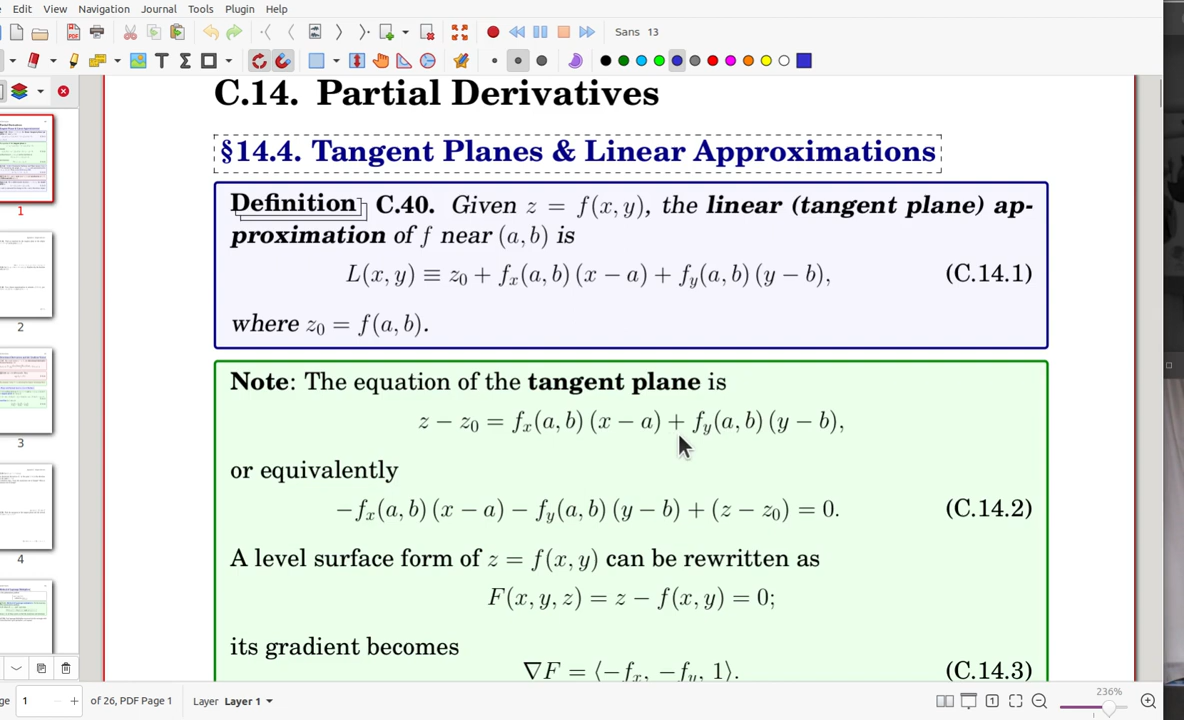 Edit View Navigation Journal Tools Plugin Help
Sans 13
C.14. Partial Derivatives
§14.4. Tangent Planes & Linear Approximations
Definition C.40. Given z = f(x, y), the linear (tangent plane) ap-
proximation of f near (a, b) is
L(x, y) ≡ z₀ + fₓ(a, b) (x − a) + f_y(a, b) (y − b), (C.14.1)
where z₀ = f(a, b).
Note: The equation of the tangent plane is
z − z₀ = fₓ(a, b) (x − a) + f_y(a, b) (y − b),
or equivalently
−fₓ(a, b) (x − a) − f_y(a, b) (y − b) + (z − z₀) = 0. (C.14.2)
A level surface form of z = f(x, y) can be rewritten as
F(x, y, z) = z − f(x, y) = 0;
its gradient becomes
∇F = ⟨−fₓ, −f_y, 1⟩. (C.14.3)
1
2
3
4
ge 1 − + of 26, PDF Page 1 Layer Layer 1 236%